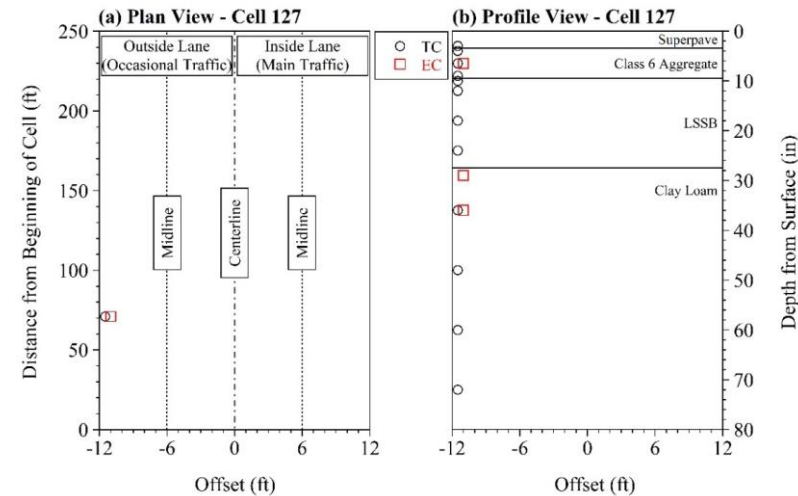 (a) Plan View - Cell 127
Distance from Beginning of Cell (ft)
250
200
150
100
50
0
Outside Lane
(Occasional Traffic)
Inside Lane
(Main Traffic)
Midline
Centerline
Midline
-12
-6
0
6
12
Offset (ft)
TC
EC
(b) Profile View - Cell 127
Superpave
Class 6 Aggregate
LSSB
Clay Loam
0
10
20
30
40
50
60
70
80
Depth from Surface (in)
-12
-6
0
6
12
Offset (ft)